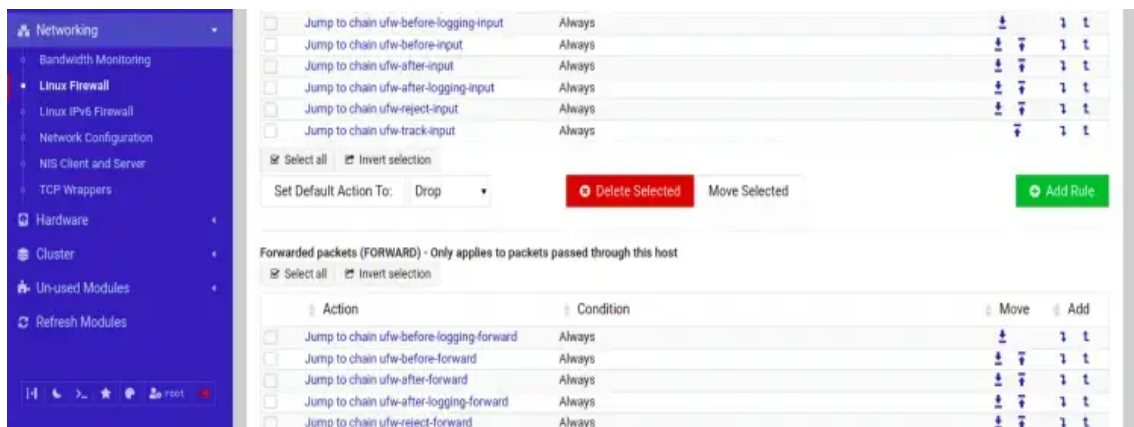 Networking
Bandwidth Monitoring
Linux Firewall
Linux IPv6 Firewall
Network Configuration
NIS Client and Server
TCP Wrappers
Hardware
Cluster
Un-used Modules
Refresh Modules
root
Jump to chain ufw-before-logging-input Always
Jump to chain ufw-before-input Always
Jump to chain ufw-after-input Always
Jump to chain ufw-after-logging-input Always
Jump to chain ufw-reject-input Always
Jump to chain ufw-track-input Always
Select all Invert selection
Set Default Action To: Drop Delete Selected Move Selected Add Rule
Forwarded packets (FORWARD) - Only applies to packets passed through this host
Select all Invert selection
Action Condition Move Add
Jump to chain ufw-before-logging-forward Always
Jump to chain ufw-before-forward Always
Jump to chain ufw-after-forward Always
Jump to chain ufw-after-logging-forward Always
Jump to chain ufw-reject-forward Always